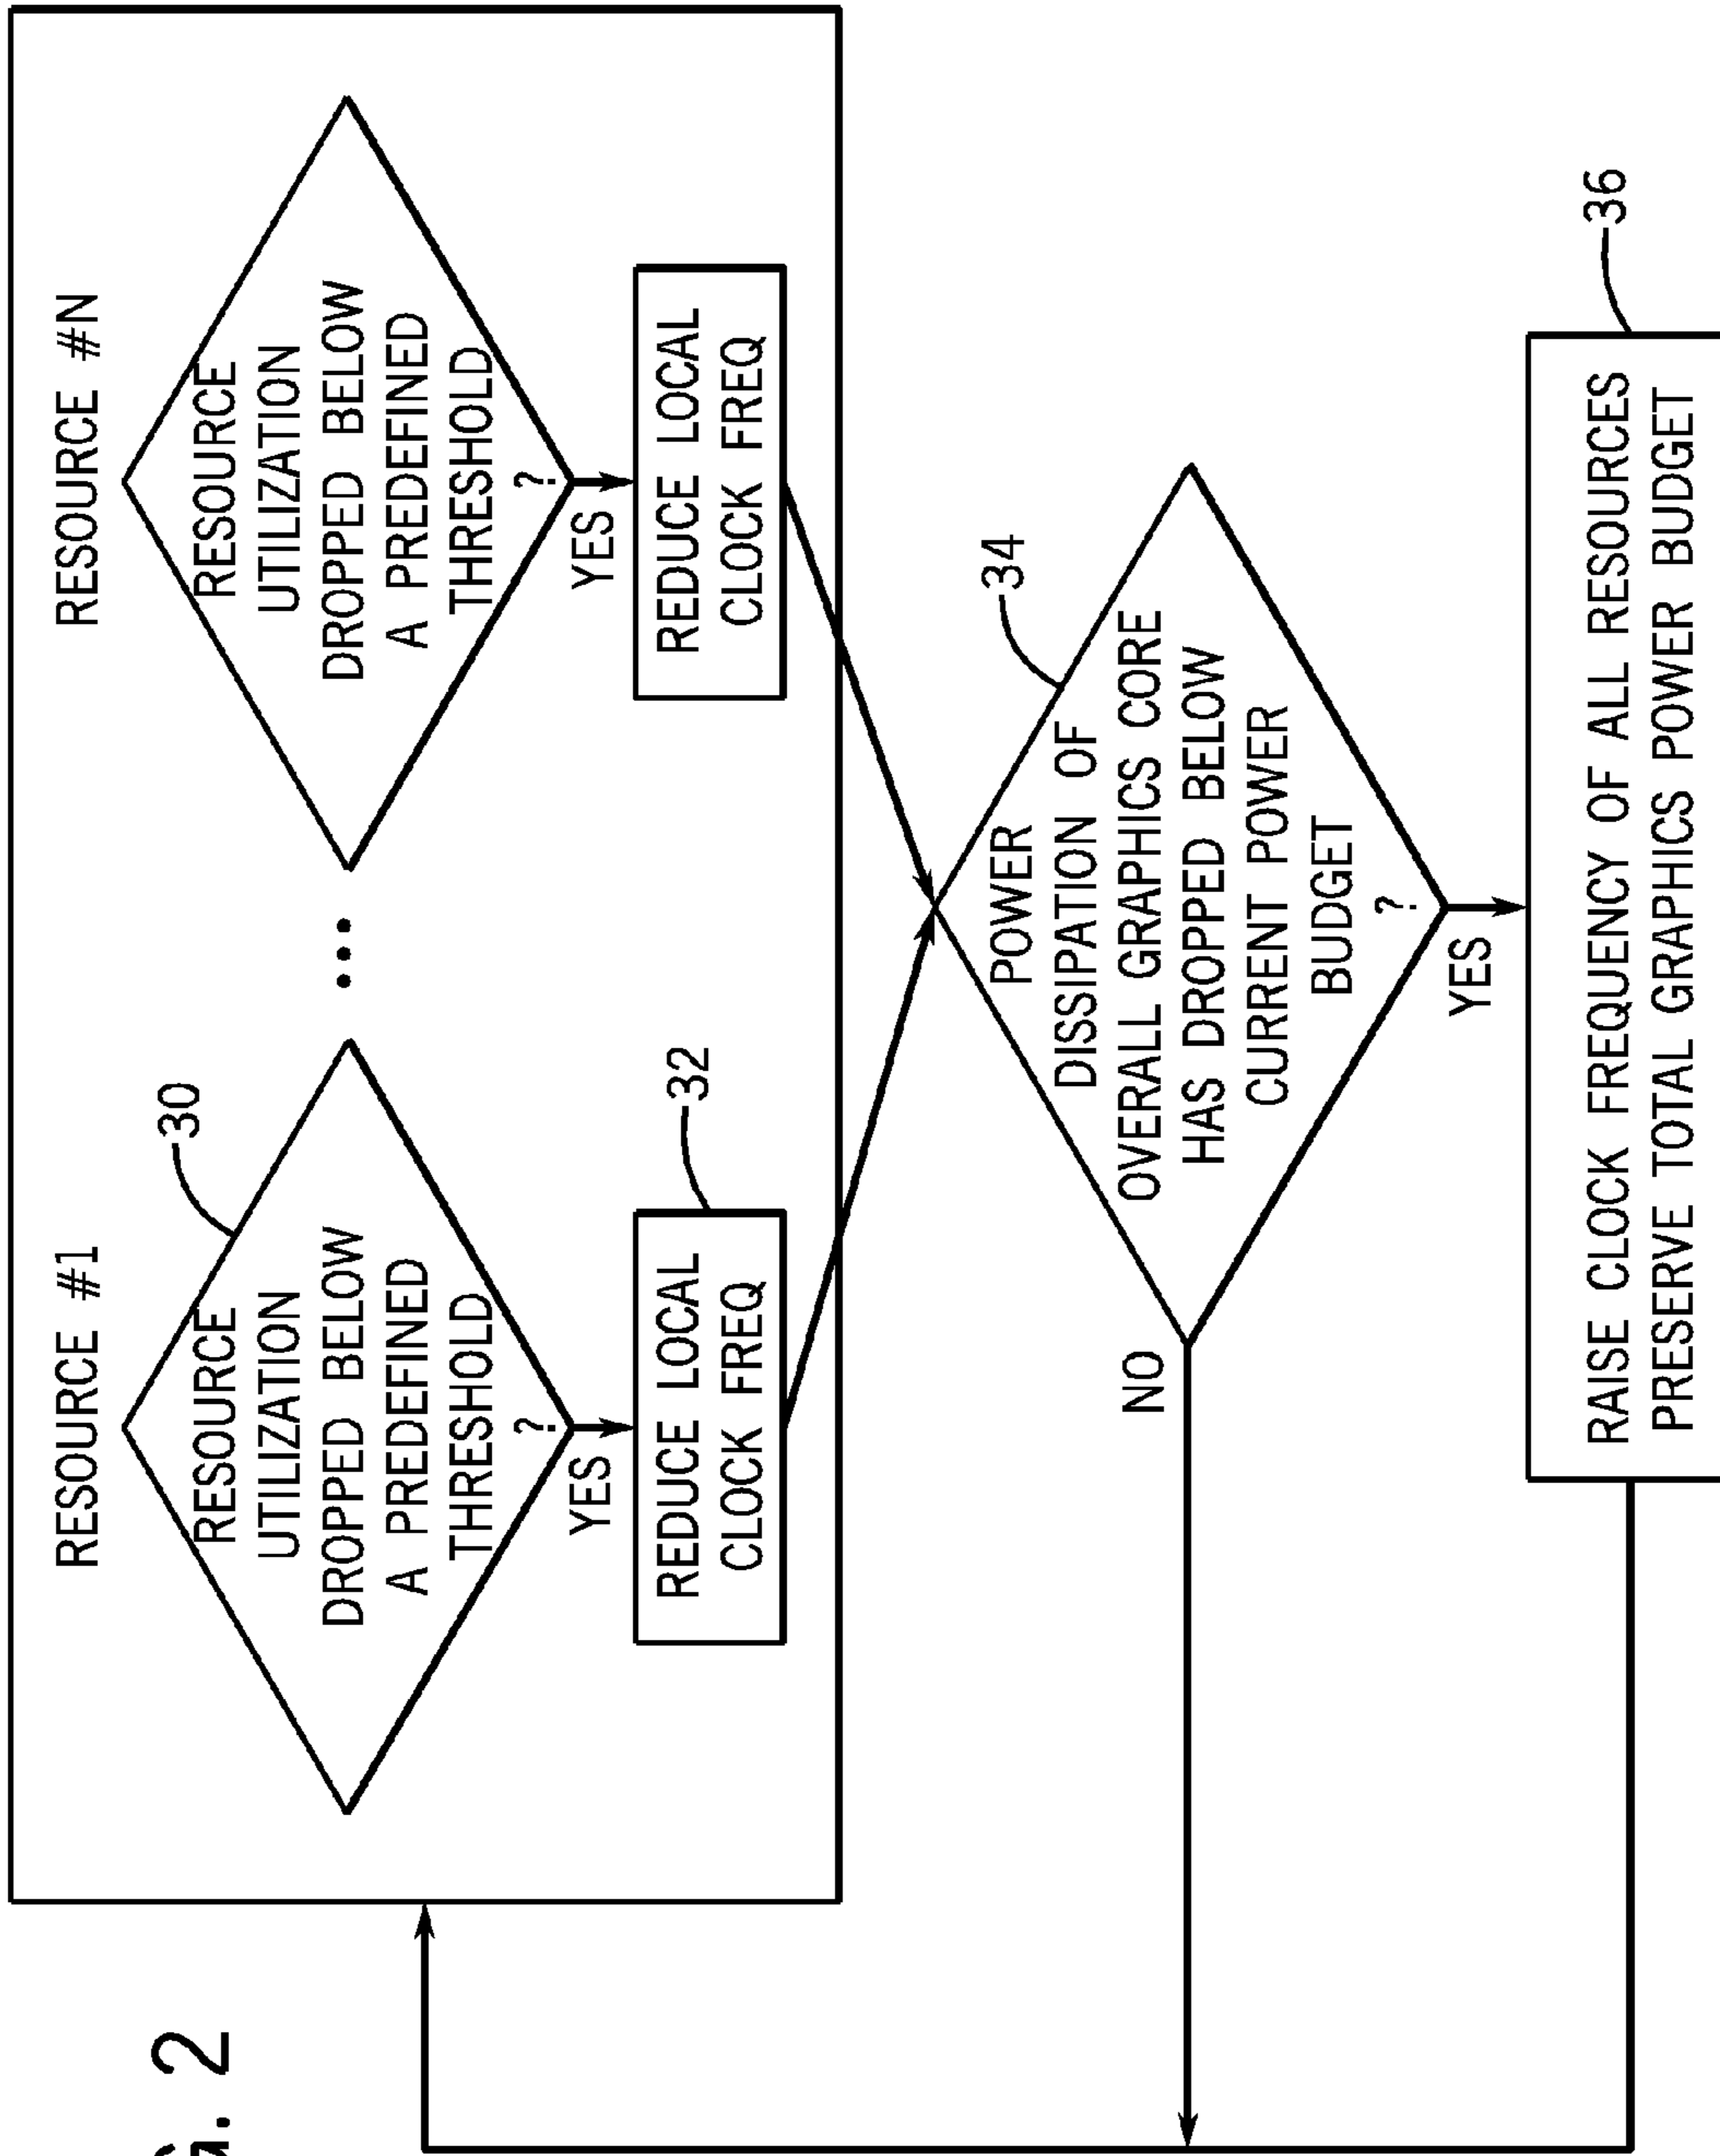 RESOURCE #1
30
RESOURCE
UTILIZATION
DROPPED BELOW
A PREDEFINED
THRESHOLD
?
YES
REDUCE LOCAL
CLOCK FREQ
32
...
RESOURCE #N
RESOURCE
UTILIZATION
DROPPED BELOW
A PREDEFINED
THRESHOLD
?
YES
REDUCE LOCAL
CLOCK FREQ
34
POWER
DISSIPATION OF
OVERALL GRAPHICS CORE
HAS DROPPED BELOW
CURRENT POWER
BUDGET
?
NO
YES
36
RAISE CLOCK FREQUENCY OF ALL RESOURCES
PRESERVE TOTAL GRAPHICS POWER BUDGET
2